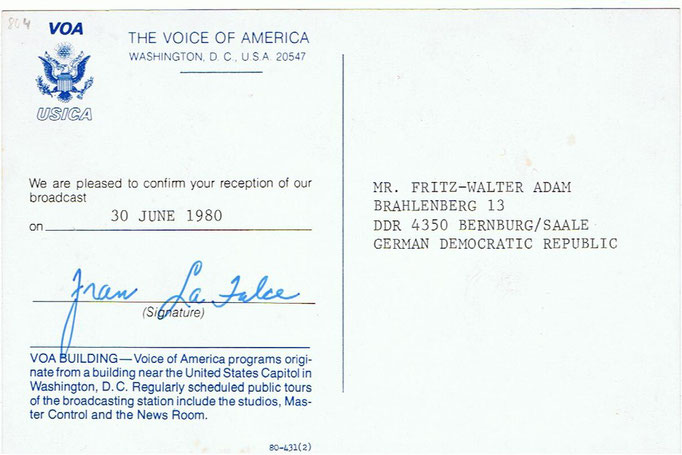 804
VOA
USICA
THE VOICE OF AMERICA
WASHINGTON, D. C., U.S.A. 20547
We are pleased to confirm your reception of our
broadcast
on 30 JUNE 1980
Fran La Falce
(Signature)
VOA BUILDING—Voice of America programs origi-
nate from a building near the United States Capitol in
Washington, D.C. Regularly scheduled public tours
of the broadcasting station include the studios, Mas-
ter Control and the News Room.
80-431(2)
MR. FRITZ-WALTER ADAM
BRAHLENBERG 13
DDR 4350 BERNBURG/SAALE
GERMAN DEMOCRATIC REPUBLIC